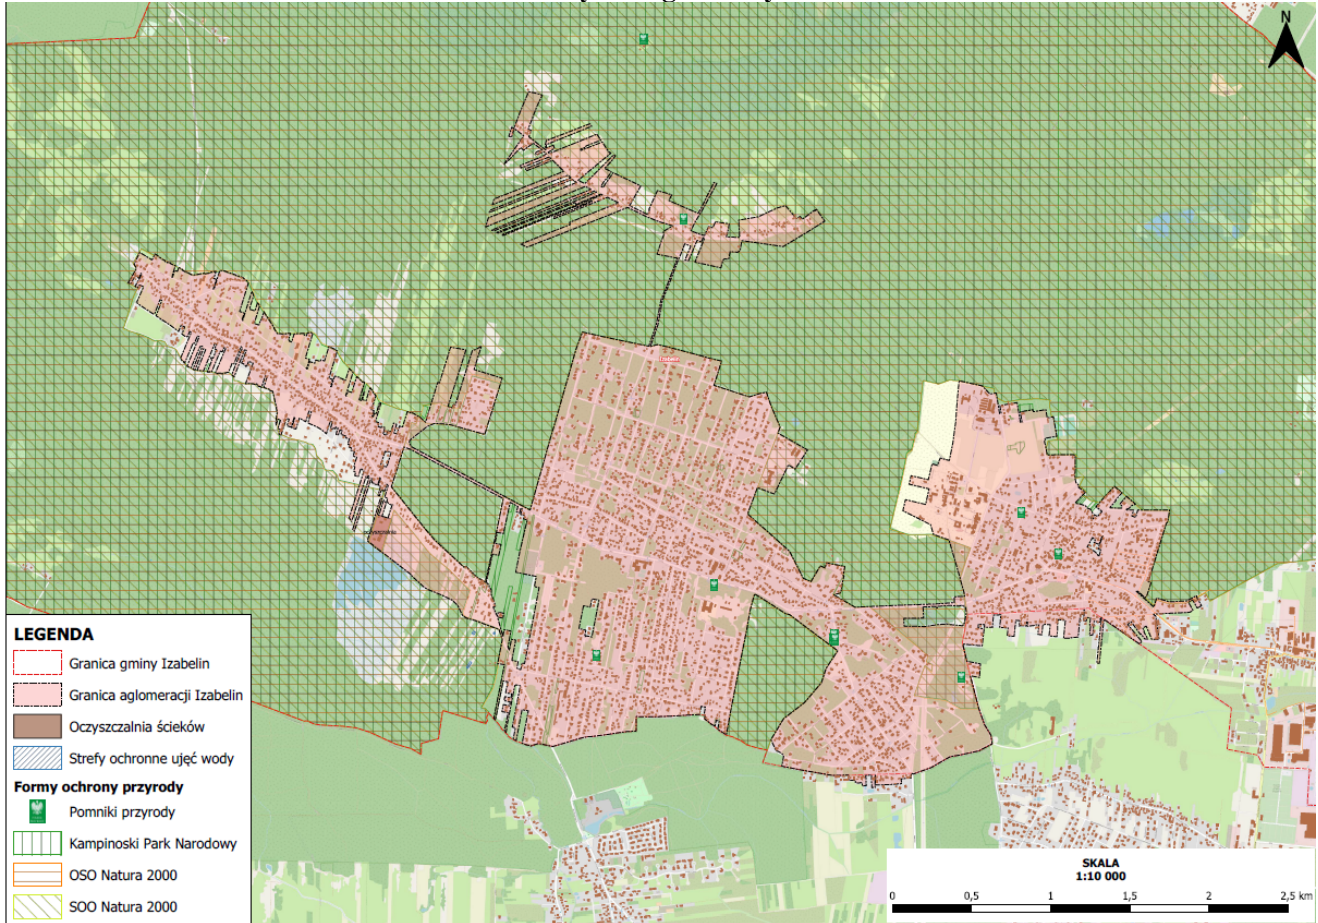 N
Izabelin
LEGENDA
Granica gminy Izabelin
Granica aglomeracji Izabelin
Oczyszczalnia ścieków
Strefy ochronne ujęć wody
Formy ochrony przyrody
Pomniki przyrody
Kampinoski Park Narodowy
OSO Natura 2000
SOO Natura 2000
SKALA
1:10 000
0 0,5 1 1,5 2 2,5 km